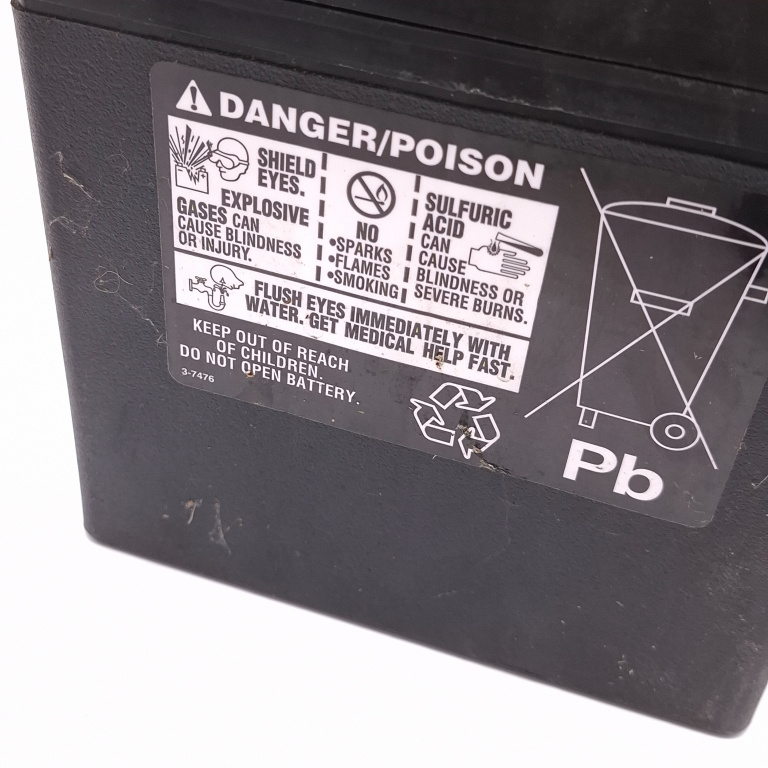 DANGER/POISON
SHIELD
EYES.
EXPLOSIVE
GASES CAN
CAUSE BLINDNESS
OR INJURY.
NO
•SPARKS
•FLAMES
•SMOKING
SULFURIC
ACID
CAN
CAUSE
BLINDNESS OR
SEVERE BURNS.
FLUSH EYES IMMEDIATELY WITH
WATER. GET MEDICAL HELP FAST.
KEEP OUT OF REACH
OF CHILDREN.
DO NOT OPEN BATTERY.
3-7476
Pb